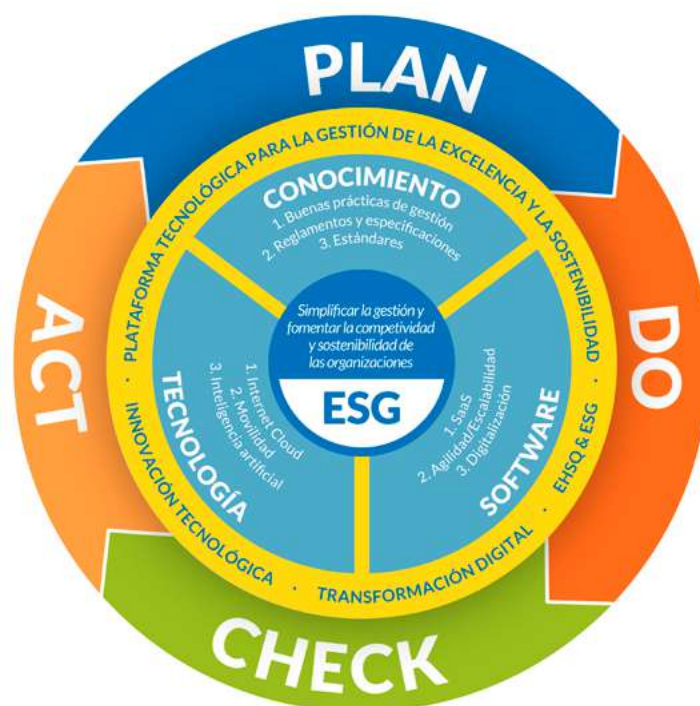 PLAN
DO
CHECK
ACT
PLATAFORMA TECNOLÓGICA PARA LA GESTIÓN DE LA EXCELENCIA Y LA SOSTENIBILIDAD
· EHSQ & ESG ·
TRANSFORMACIÓN DIGITAL ·
INNOVACIÓN TECNOLÓGICA ·
CONOCIMIENTO
1. Buenas prácticas de gestión
2. Reglamentos y especificaciones
3. Estándares
SOFTWARE
1. SaaS
2. Agilidad/Escalabilidad
3. Digitalización
TECNOLOGÍA
1. Internet Cloud
2. Movilidad
3. Inteligencia artificial
Simplificar la gestión y
fomentar la competividad
y sostenibilidad de
las organizaciones
ESG